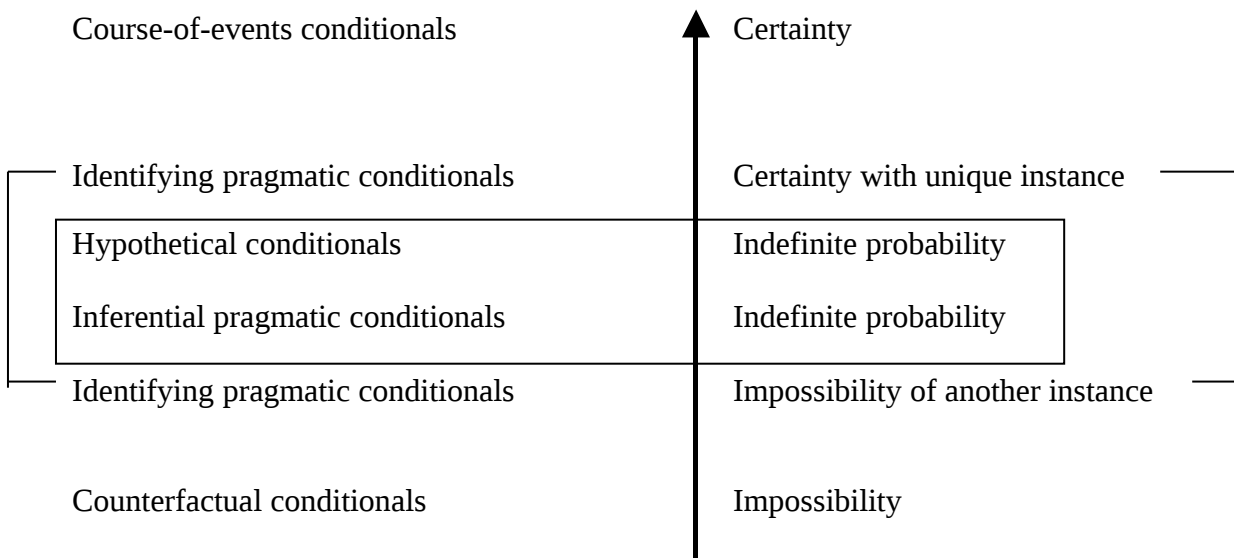 Course-of-events conditionals Certainty
Identifying pragmatic conditionals Certainty with unique instance
Hypothetical conditionals Indefinite probability
Inferential pragmatic conditionals Indefinite probability
Identifying pragmatic conditionals Impossibility of another instance
Counterfactual conditionals Impossibility